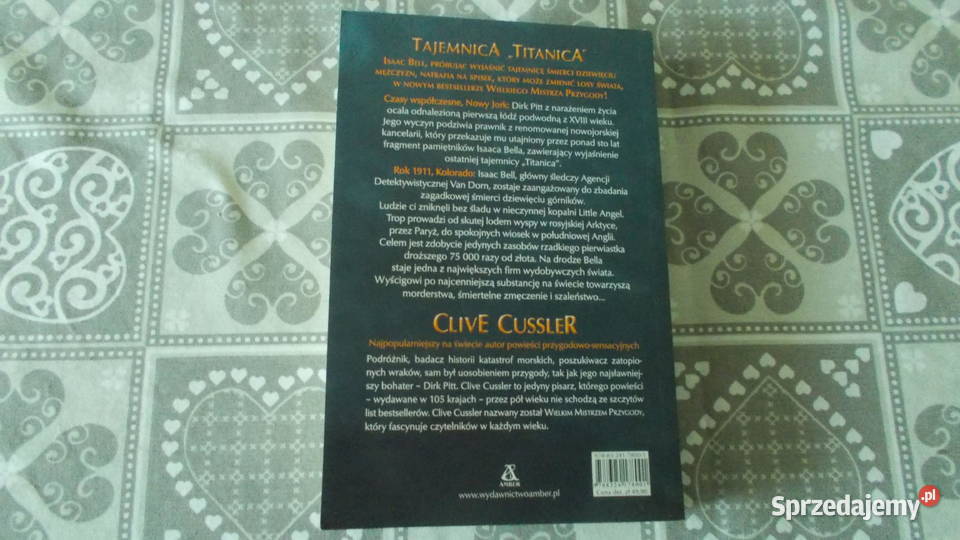 TAJEMNICA „TITANICA"
ISAAC BELL, PRÓBUJĄC WYJAŚNIĆ TAJEMNICĘ ŚMIERCI DZIEWIĘCIU
MĘŻCZYZN, NATRAFIA NA SPISEK, KTÓRY MOŻE ZMIENIĆ LOSY ŚWIATA,
W NOWYM BESTSELLERZE WIELKIEGO MISTRZA PRZYGODY!
Czasy współczesne, Nowy Jork: Dirk Pitt z narażeniem życia
ocala odnalezioną pierwszą łódź podwodną z XVIII wieku.
Jego wyczyn podziwia prawnik z renomowanej nowojorskiej
kancelarii, który przekazuje mu utajniony przez ponad sto lat
fragment pamiętników Isaaca Bella, zawierający wyjaśnienie
ostatniej tajemnicy „Titanica".
Rok 1911, Kolorado: Isaac Bell, główny śledczy Agencji
Detektywistycznej Van Dorn, zostaje zaangażowany do zbadania
zagadkowej śmierci dziewięciu górników.
Ludzie ci zniknęli bez śladu w nieczynnej kopalni Little Angel.
Trop prowadzi od skutej lodem wyspy w rosyjskiej Arktyce,
przez Paryż, do spokojnych wiosek w południowej Anglii.
Celem jest zdobycie jedynych zasobów rzadkiego pierwiastka
droższego 75 000 razy od złota. Na drodze Bella
staje jedna z największych firm wydobywczych świata.
Wyścigowi po najcenniejszą substancję na świecie towarzyszą
morderstwa, śmiertelne zmęczenie i szaleństwo...
CLIVE CUSSLER
Najpopularniejszy na świecie autor powieści przygodowo-sensacyjnych
Podróżnik, badacz historii katastrof morskich, poszukiwacz zatopio-
nych wraków, sam był uosobieniem przygody, tak jak jego najsławniej-
szy bohater – Dirk Pitt. Clive Cussler to jedyny pisarz, którego powieści
– wydawane w 105 krajach – przez pół wieku nie schodzą ze szczytów
list bestsellerów. Clive Cussler nazwany został WIELKIM MISTRZEM PRZYGODY,
który fascynuje czytelników w każdym wieku.
AMBER
www.wydawnictwoamber.pl
Cena det. zł
Sprzedajemy.pl